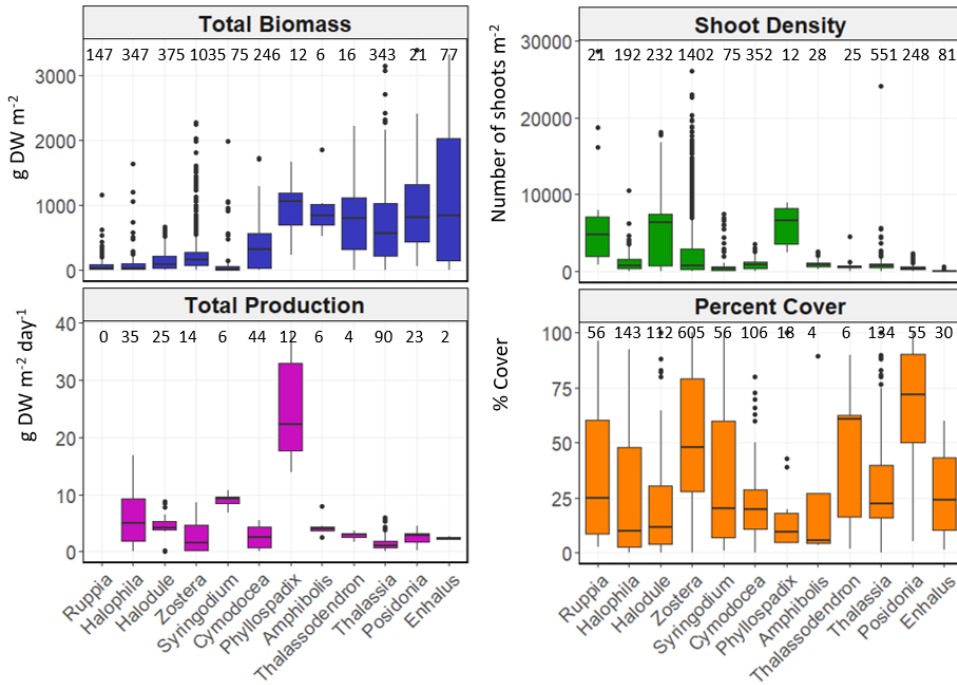 Total Biomass
147 347 375 1035 75 246 12 6 16 343 21 77
3000
2000
1000
0
g DW m-2
Shoot Density
30000
21 192 232 1402 75 352 12 28 25 551 248 81
20000
10000
0
Number of shoots m-2
Total Production
40
0 35 25 14 6 44 12 6 4 90 23 2
30
20
10
0
g DW m-2 day-1
Ruppia
Halophila
Halodule
Zostera
Syringodium
Cymodocea
Phyllospadix
Amphibolis
Thalassodendron
Thalassia
Posidonia
Enhalus
Percent Cover
100
56 143 112 605 56 106 18 4 6 134 55 30
75
50
25
0
% Cover
Ruppia
Halophila
Halodule
Zostera
Syringodium
Cymodocea
Phyllospadix
Amphibolis
Thalassodendron
Thalassia
Posidonia
Enhalus